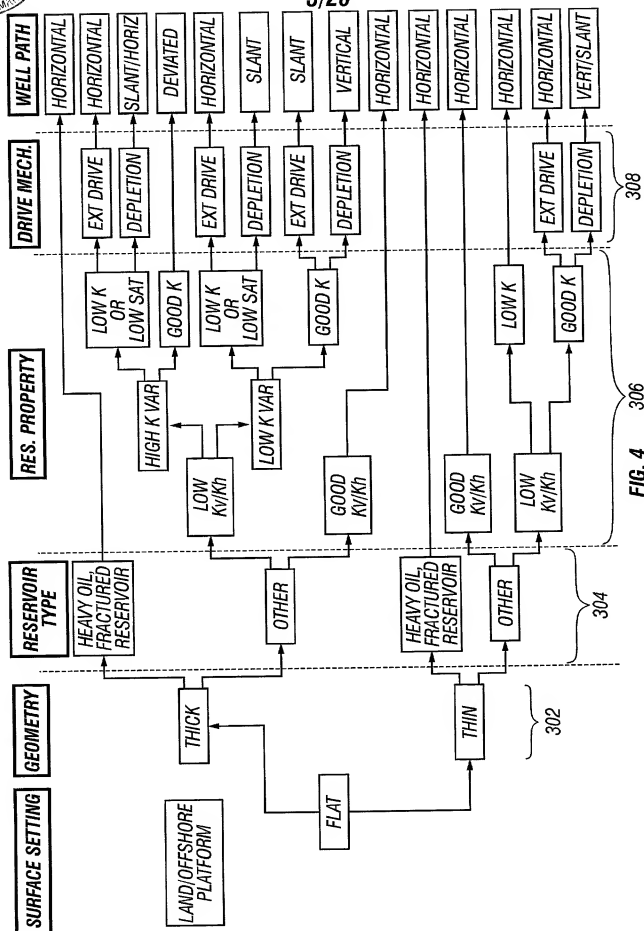 3/20
SURFACE SETTING
GEOMETRY
RESERVOIR
TYPE
RES. PROPERTY
DRIVE MECH.
WELL PATH
LAND/OFFSHORE
PLATFORM
FLAT
THICK
THIN
HEAVY OIL,
FRACTURED
RESERVOIR
OTHER
HEAVY OIL,
FRACTURED
RESERVOIR
OTHER
LOW
Kv/Kh
GOOD
Kv/Kh
GOOD
Kv/Kh
LOW
Kv/Kh
HIGH K VAR
LOW K VAR
LOW K
OR
LOW SAT
GOOD K
LOW K
OR
LOW SAT
GOOD K
LOW K
GOOD K
EXT DRIVE
DEPLETION
EXT DRIVE
DEPLETION
EXT DRIVE
DEPLETION
EXT DRIVE
DEPLETION
HORIZONTAL
HORIZONTAL
SLANT/HORIZ
DEVIATED
HORIZONTAL
SLANT
SLANT
VERTICAL
HORIZONTAL
HORIZONTAL
HORIZONTAL
HORIZONTAL
HORIZONTAL
VERT/SLANT
302
304
306
308
FIG. 4